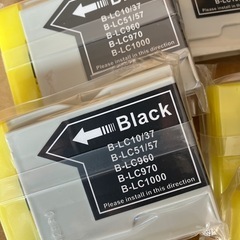 B-LC10/37
B-LC51/57
B-LC960
B-LC970
B-LC1000
Please install in this direction
Black
B-LC10/37
B-LC51/57
B-LC960
B-LC970
B-LC1000
Please install in this direction